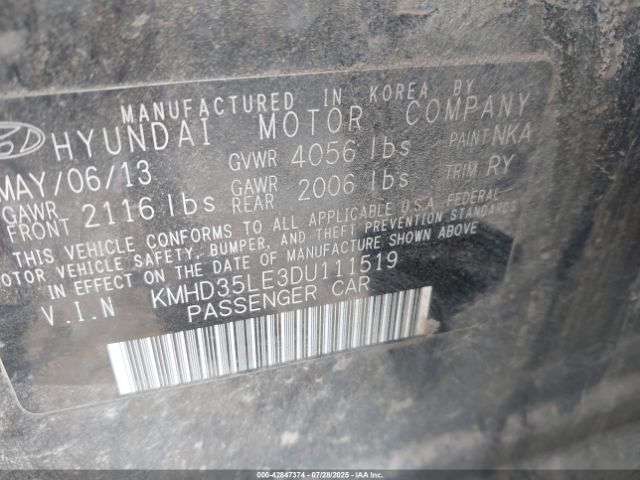 MANUFACTURED IN KOREA BY
HYUNDAI MOTOR COMPANY
MAY/06/13 GVWR 4056 lbs PAINT NKA
GAWR FRONT 2116 lbs GAWR REAR 2006 lbs TRIM RY
THIS VEHICLE CONFORMS TO ALL APPLICABLE U.S.A. FEDERAL
MOTOR VEHICLE SAFETY, BUMPER, AND THEFT PREVENTION STANDARDS
IN EFFECT ON THE DATE OF MANUFACTURE SHOWN ABOVE
V.I.N KMHD35LE3DU111519
PASSENGER CAR
000-42847374 | 07/28/2025 | IAA Inc.